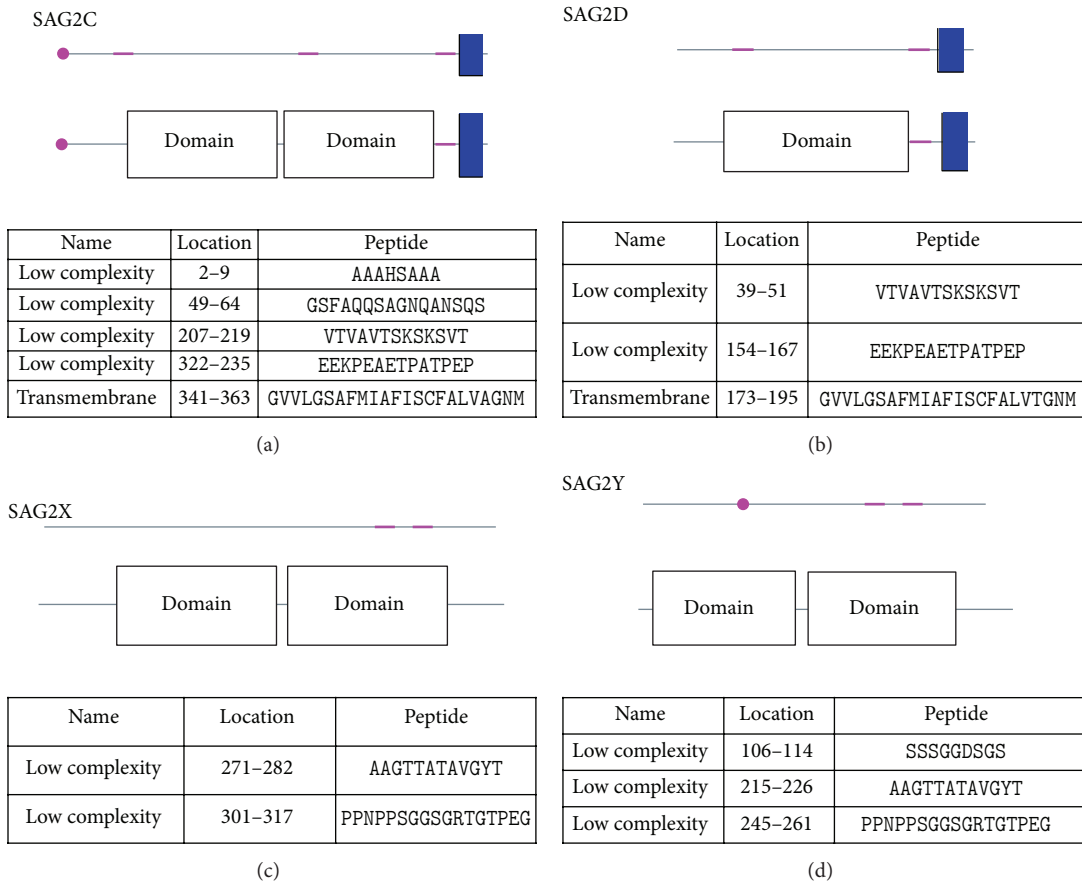 SAG2C
Domain Domain
Name Location Peptide
Low complexity 2–9 AAAHSAAA
Low complexity 49–64 GSFAQQSAGNQANSQS
Low complexity 207–219 VTVAVTSKSKSVT
Low complexity 322–235 EEKPEAETPATPEP
Transmembrane 341–363 GVVLGSAFMIAFISCFALVAGNM
(a)
SAG2D
Domain
Name Location Peptide
Low complexity 39–51 VTVAVTSKSKSVT
Low complexity 154–167 EEKPEAETPATPEP
Transmembrane 173–195 GVVLGSAFMIAFISCFALVTGNM
(b)
SAG2X
Domain Domain
Name Location Peptide
Low complexity 271–282 AAGTTATAVGYT
Low complexity 301–317 PPNPPSGGSGRTGTPEG
(c)
SAG2Y
Domain Domain
Name Location Peptide
Low complexity 106–114 SSSGGDSGS
Low complexity 215–226 AAGTTATAVGYT
Low complexity 245–261 PPNPPSGGSGRTGTPEG
(d)